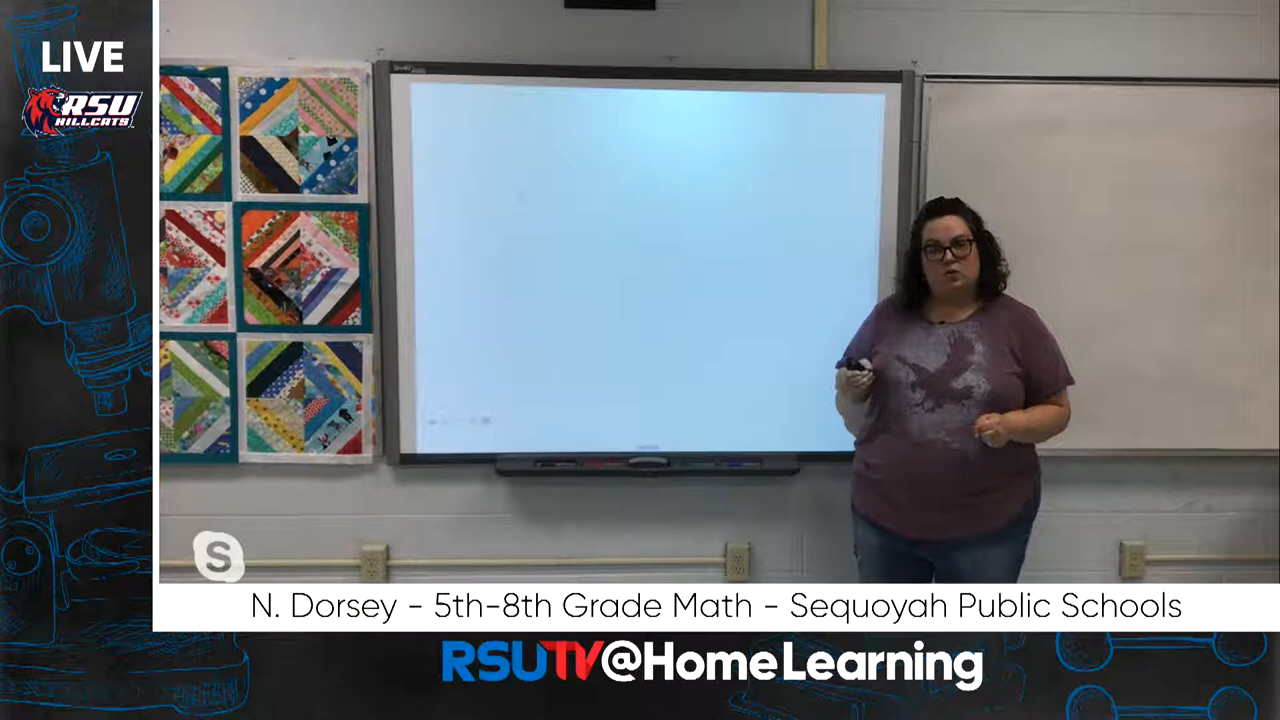 LIVE
RSU
HILLCATS
S
N. Dorsey - 5th-8th Grade Math - Sequoyah Public Schools
RSUTV@HomeLearning